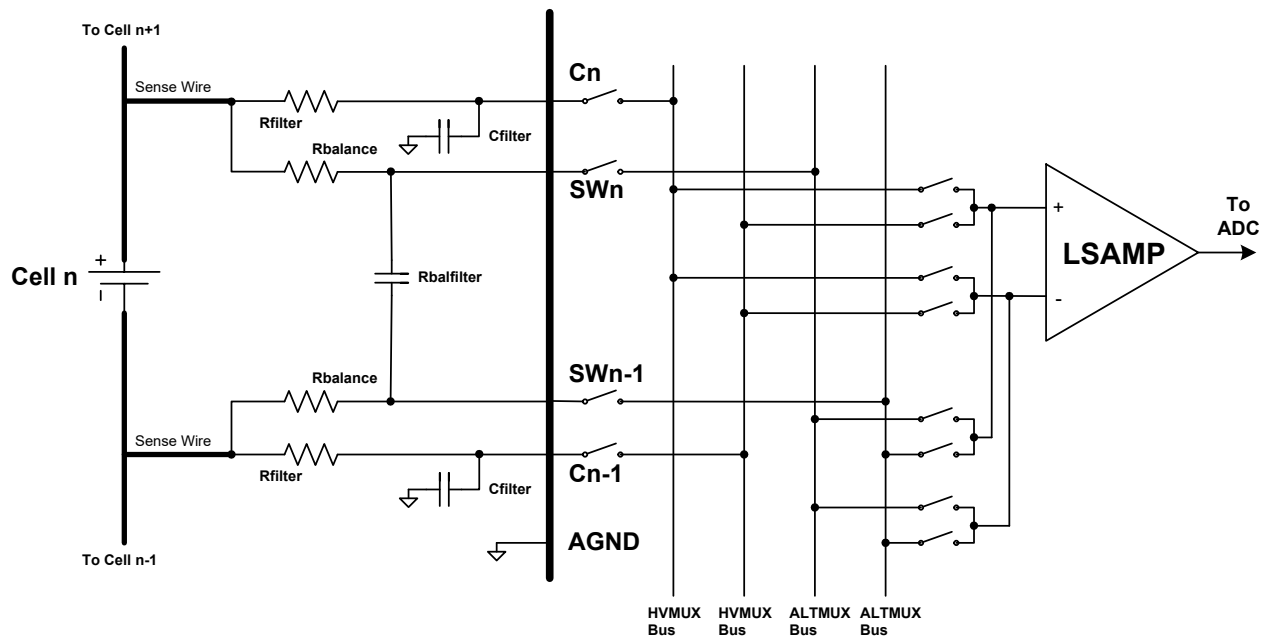 To Cell n+1
Sense Wire
Rfilter
Cfilter
Cn
Rbalance
SWn
+
-
LSAMP
To
ADC
Cell n
+
–
Rbalfilter
Rbalance
SWn-1
Sense Wire
Rfilter
Cfilter
Cn-1
AGND
To Cell n-1
HVMUX
Bus
HVMUX
Bus
ALTMUX
Bus
ALTMUX
Bus